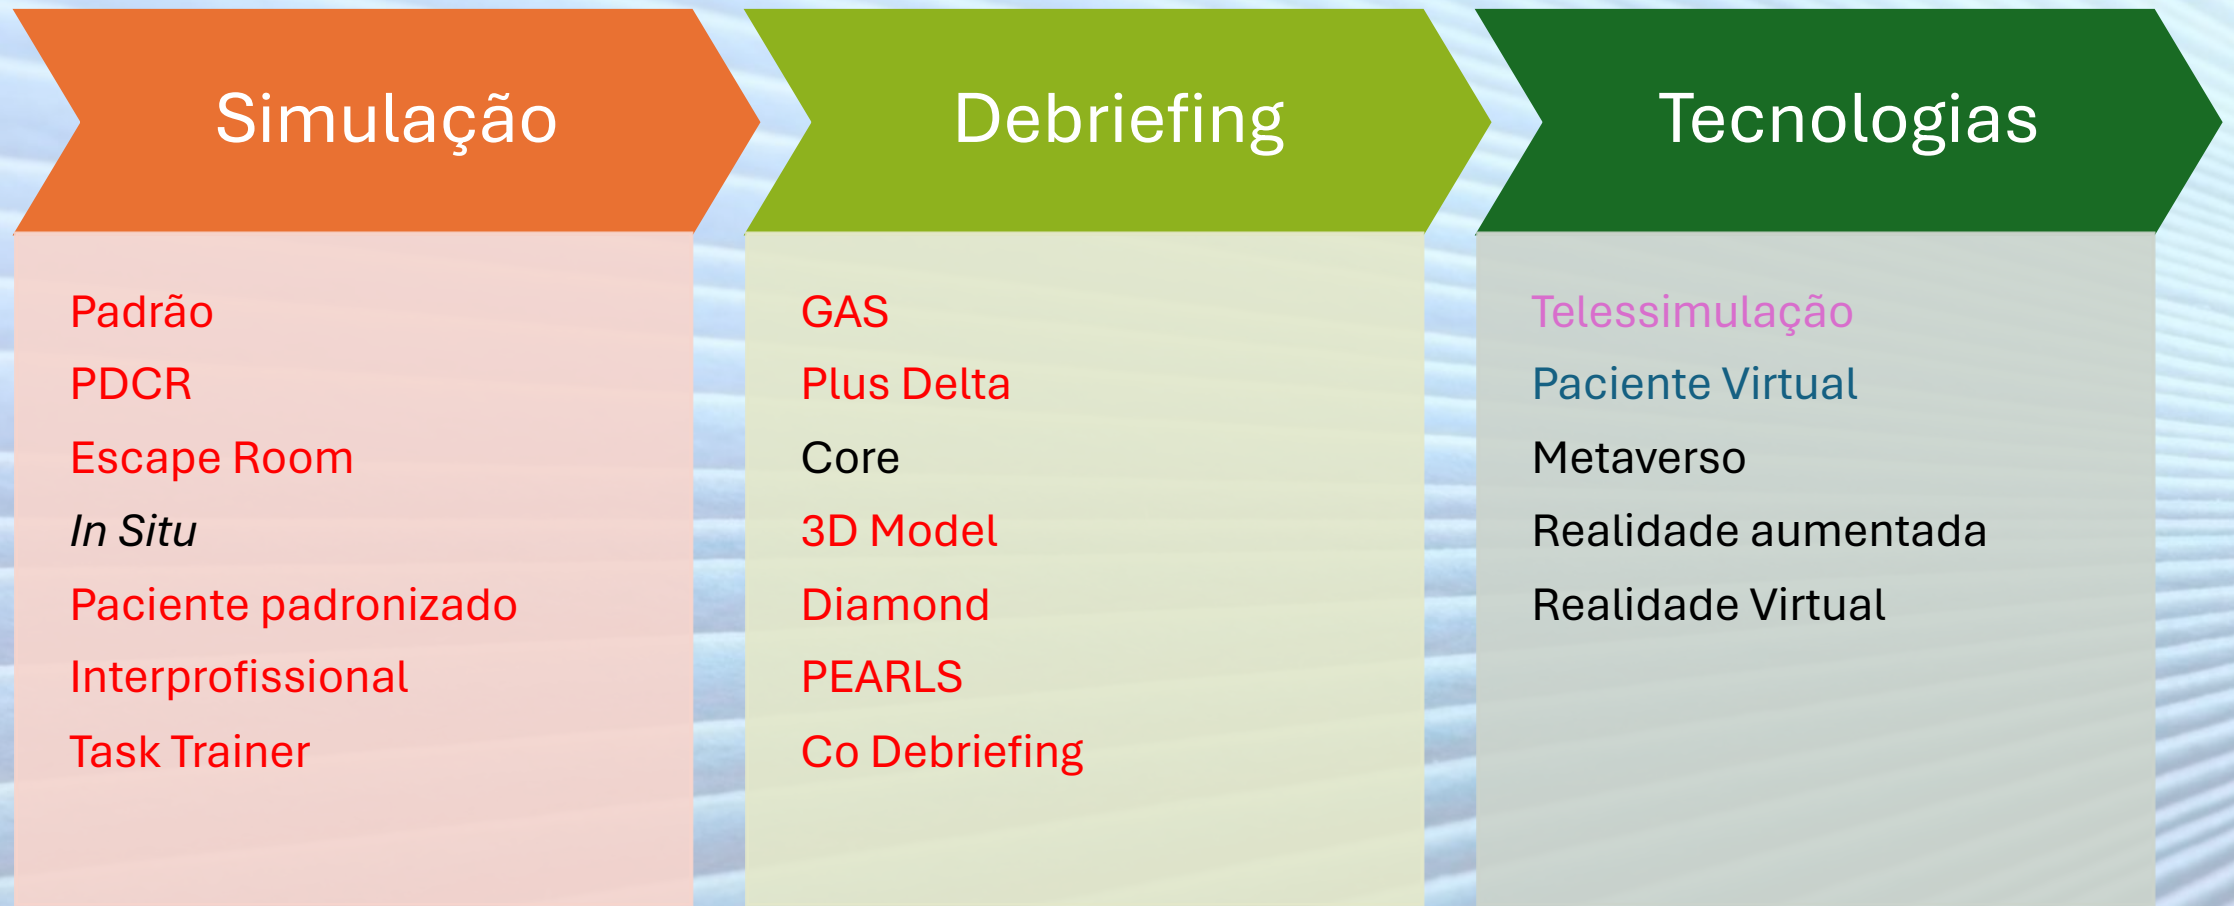 Simulação
Padrão
PDCR
Escape Room
In Situ
Paciente padronizado
Interprofissional
Task Trainer
Debriefing
GAS
Plus Delta
Core
3D Model
Diamond
PEARLS
Co Debriefing
Tecnologias
Telessimulação
Paciente Virtual
Metaverso
Realidade aumentada
Realidade Virtual